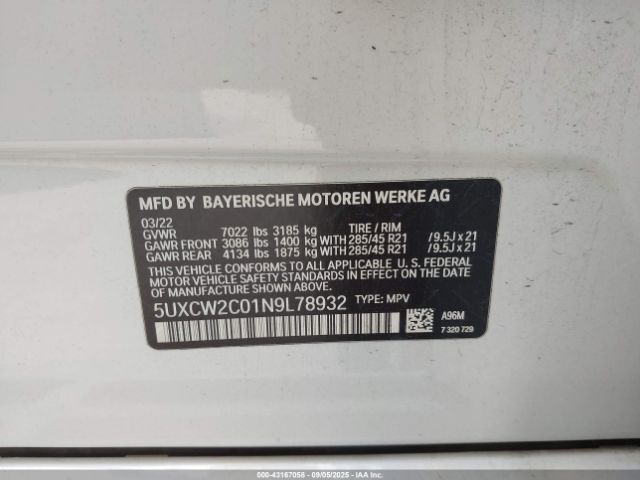 MFD BY BAYERISCHE MOTOREN WERKE AG
03/22
GVWR 7022 lbs 3185 kg TIRE / RIM
GAWR FRONT 3086 lbs 1400 kg WITH 285/45 R21 /9.5J x 21
GAWR REAR 4134 lbs 1875 kg WITH 285/45 R21 /9.5J x 21
THIS VEHICLE CONFORMS TO ALL APPLICABLE U. S. FEDERAL
MOTOR VEHICLE SAFETY STANDARDS IN EFFECT ON THE DATE
OF MANUFACTURE SHOWN ABOVE.
5UXCW2C01N9L78932 TYPE: MPV
A96M
7 320 729
000-43167058 - 09/05/2025 - IAAI.COM